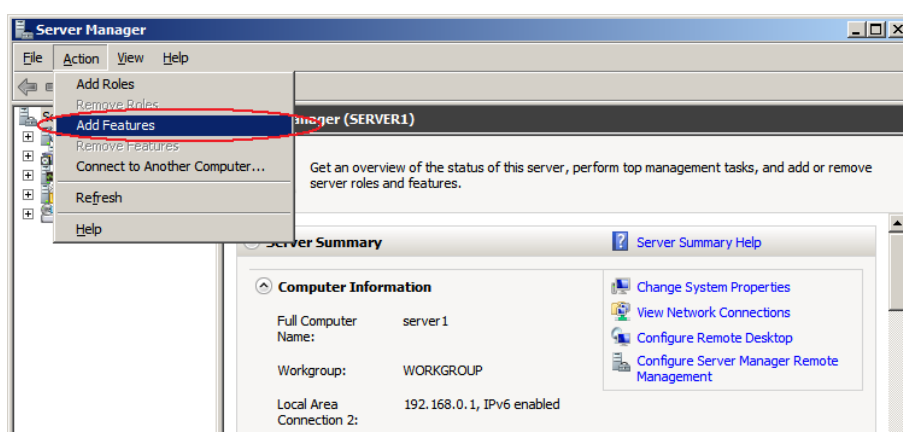 Server Manager
File Action View Help
Add Roles
Remove Roles
Add Features
Remove Features
Connect to Another Computer...
Refresh
Help
(SERVER1)
Get an overview of the status of this server, perform top management tasks, and add or remove
server roles and features.
Server Summary
Server Summary Help
Computer Information
Full Computer
Name:
server1
Workgroup:
WORKGROUP
Local Area
Connection 2:
192.168.0.1, IPv6 enabled
Change System Properties
View Network Connections
Configure Remote Desktop
Configure Server Manager Remote
Management